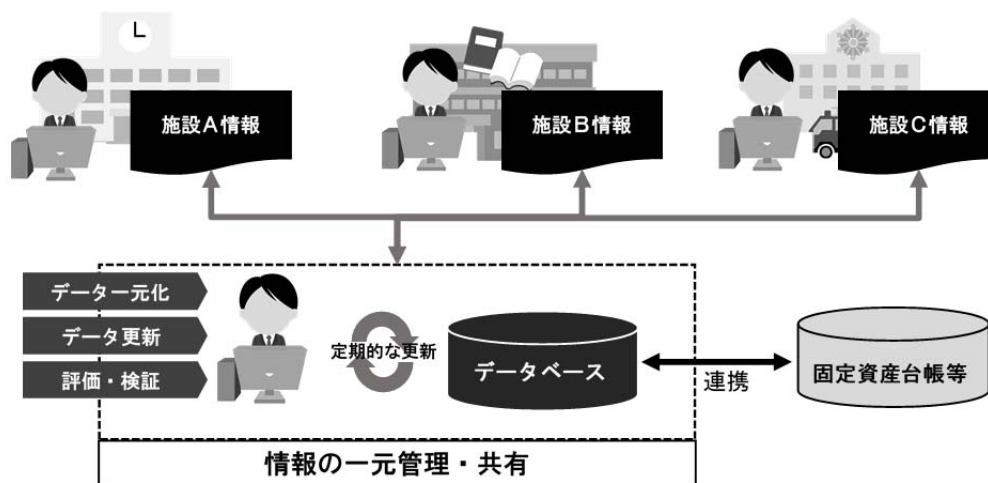 施設A情報
施設B情報
施設C情報
データ一元化
データ更新
評価・検証
定期的な更新
データベース
連携
固定資産台帳等
情報の一元管理・共有